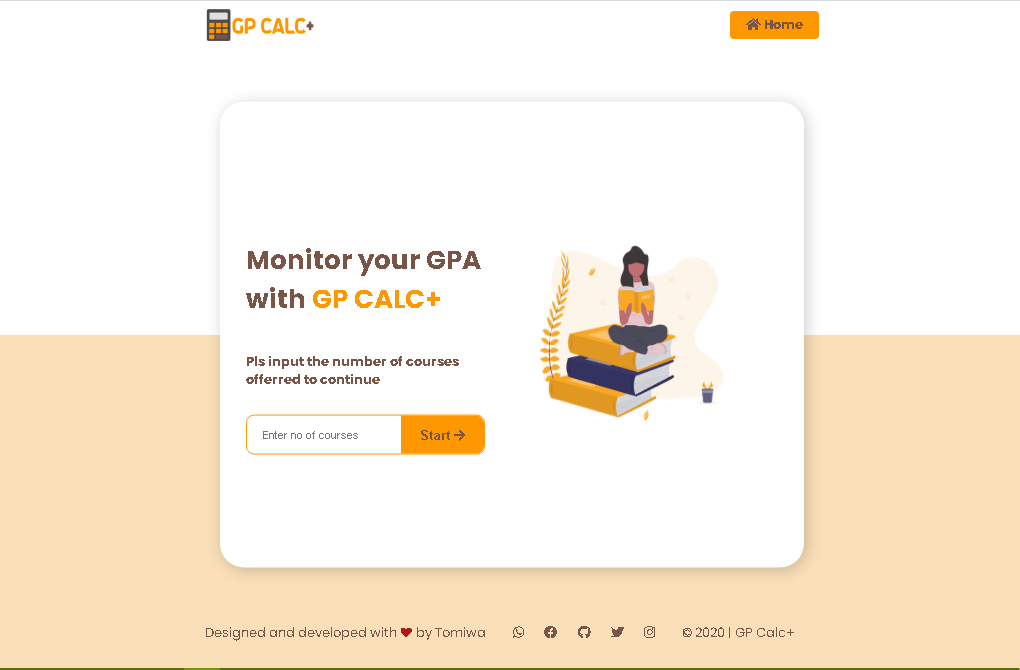 GP CALC+
Home
Monitor your GPA
with GP CALC+
Pls input the number of courses
offerred to continue
Enter no of courses
Start
Designed and developed with ❤ by Tomiwa
© 2020 | GP Calc+